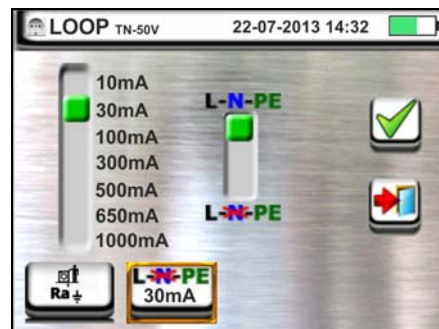 LOOP TN-50V 22-07-2013 14:32
10mA
30mA
100mA
300mA
500mA
650mA
1000mA
L-N-PE
L-N-PE
Ra
L-N-PE
30mA